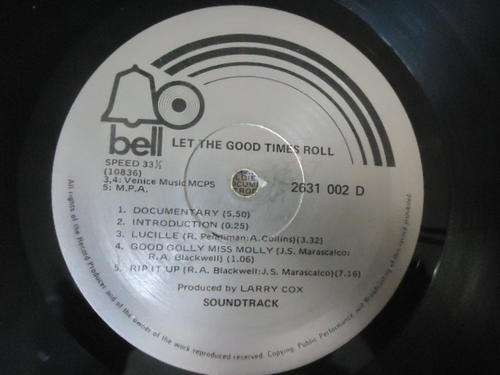 bell
LET THE GOOD TIMES ROLL
SPEED 33⅓
(10836)
3,4: Venice Music MCPS
5: M.P.A.
2631 002 D
1. DOCUMENTARY (5.50)
2. INTRODUCTION (0.25)
3. LUCILLE (R. Penniman: A. Collins) (3.32)
4. GOOD GOLLY MISS MOLLY (J.S. Marascalco:
R.A. Blackwell) (1.06)
5. RIP IT UP (R.A. Blackwell: J.S. Marascalco) (7.16)
Produced by LARRY COX
SOUNDTRACK
All rights of the Record Producer and of the owner of the work reproduced reserved. Copying, Public Performance and Broadcasting of this record prohibited